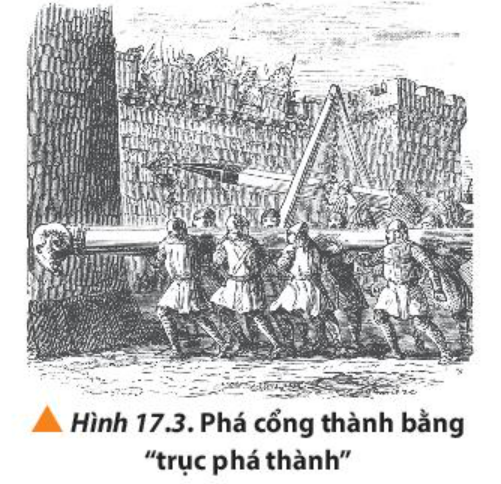 Hình 17.3. Phá cổng thành bằng
“trục phá thành”